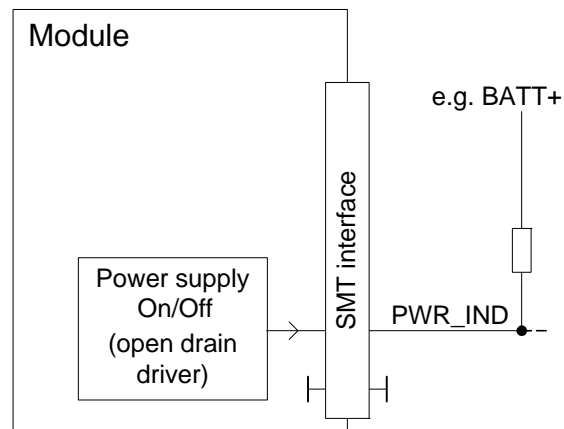 Module
e.g. BATT+
SMT interface
Power supply
On/Off
(open drain
driver)
PWR_IND